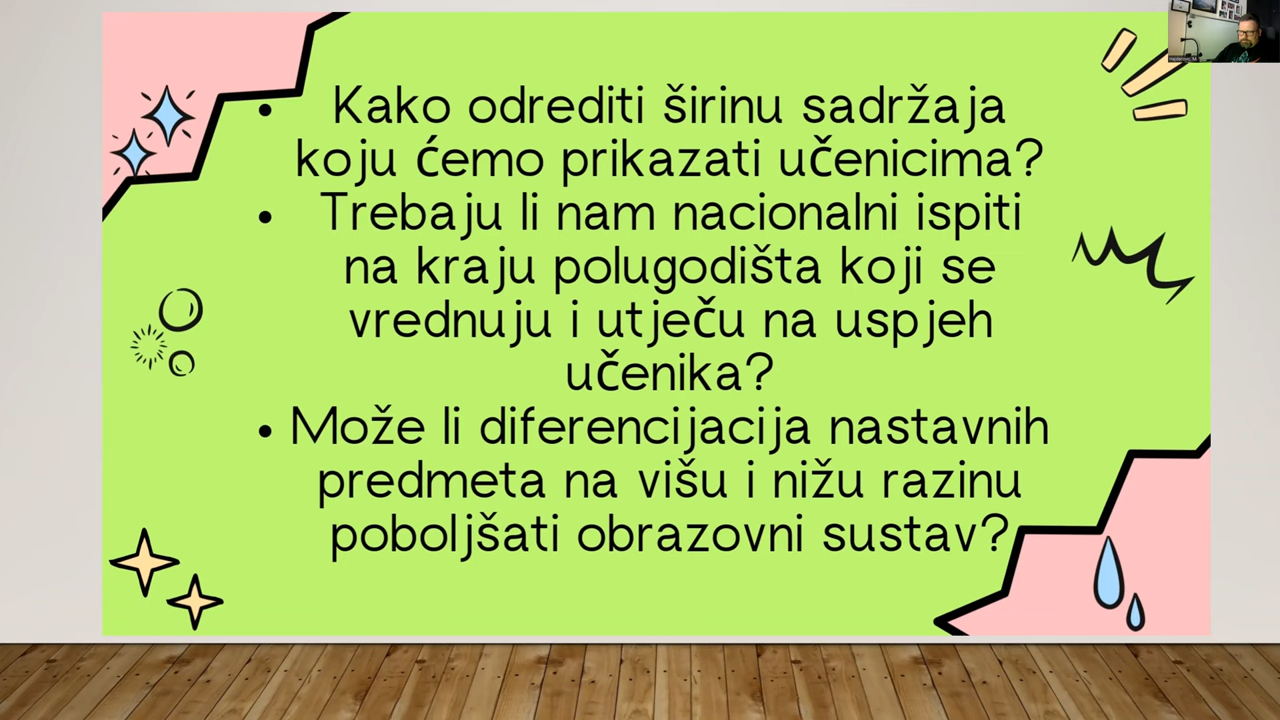 • Kako odrediti širinu sadržaja
koju ćemo prikazati učenicima?
• Trebaju li nam nacionalni ispiti
na kraju polugodišta koji se
vrednuju i utječu na uspjeh
učenika?
• Može li diferencijacija nastavnih
predmeta na višu i nižu razinu
poboljšati obrazovni sustav?